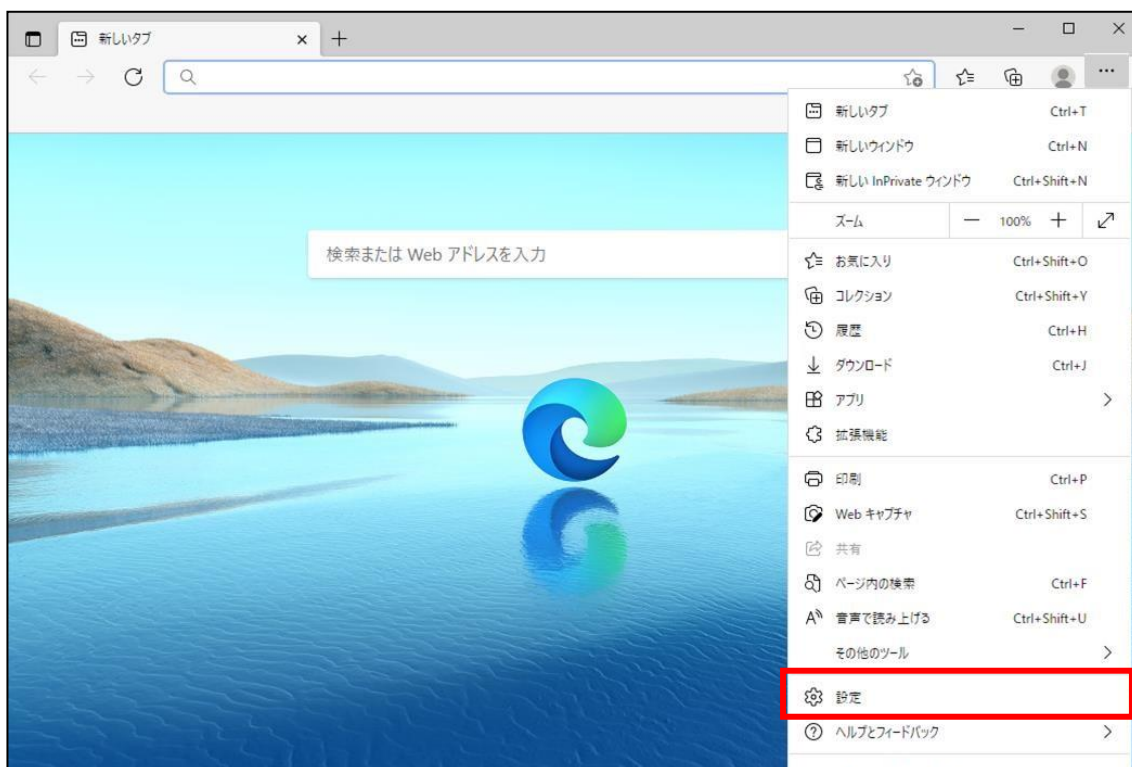 新しいタブ
新しいタブ Ctrl+T
新しいウィンドウ Ctrl+N
新しい InPrivate ウィンドウ Ctrl+Shift+N
ズーム 100%
検索または Web アドレスを入力
お気に入り Ctrl+Shift+O
コレクション Ctrl+Shift+Y
履歴 Ctrl+H
ダウンロード Ctrl+J
アプリ
拡張機能
印刷 Ctrl+P
Web キャプチャ Ctrl+Shift+S
共有
ページ内の検索 Ctrl+F
音声で読み上げる Ctrl+Shift+U
その他のツール
設定
ヘルプとフィードバック